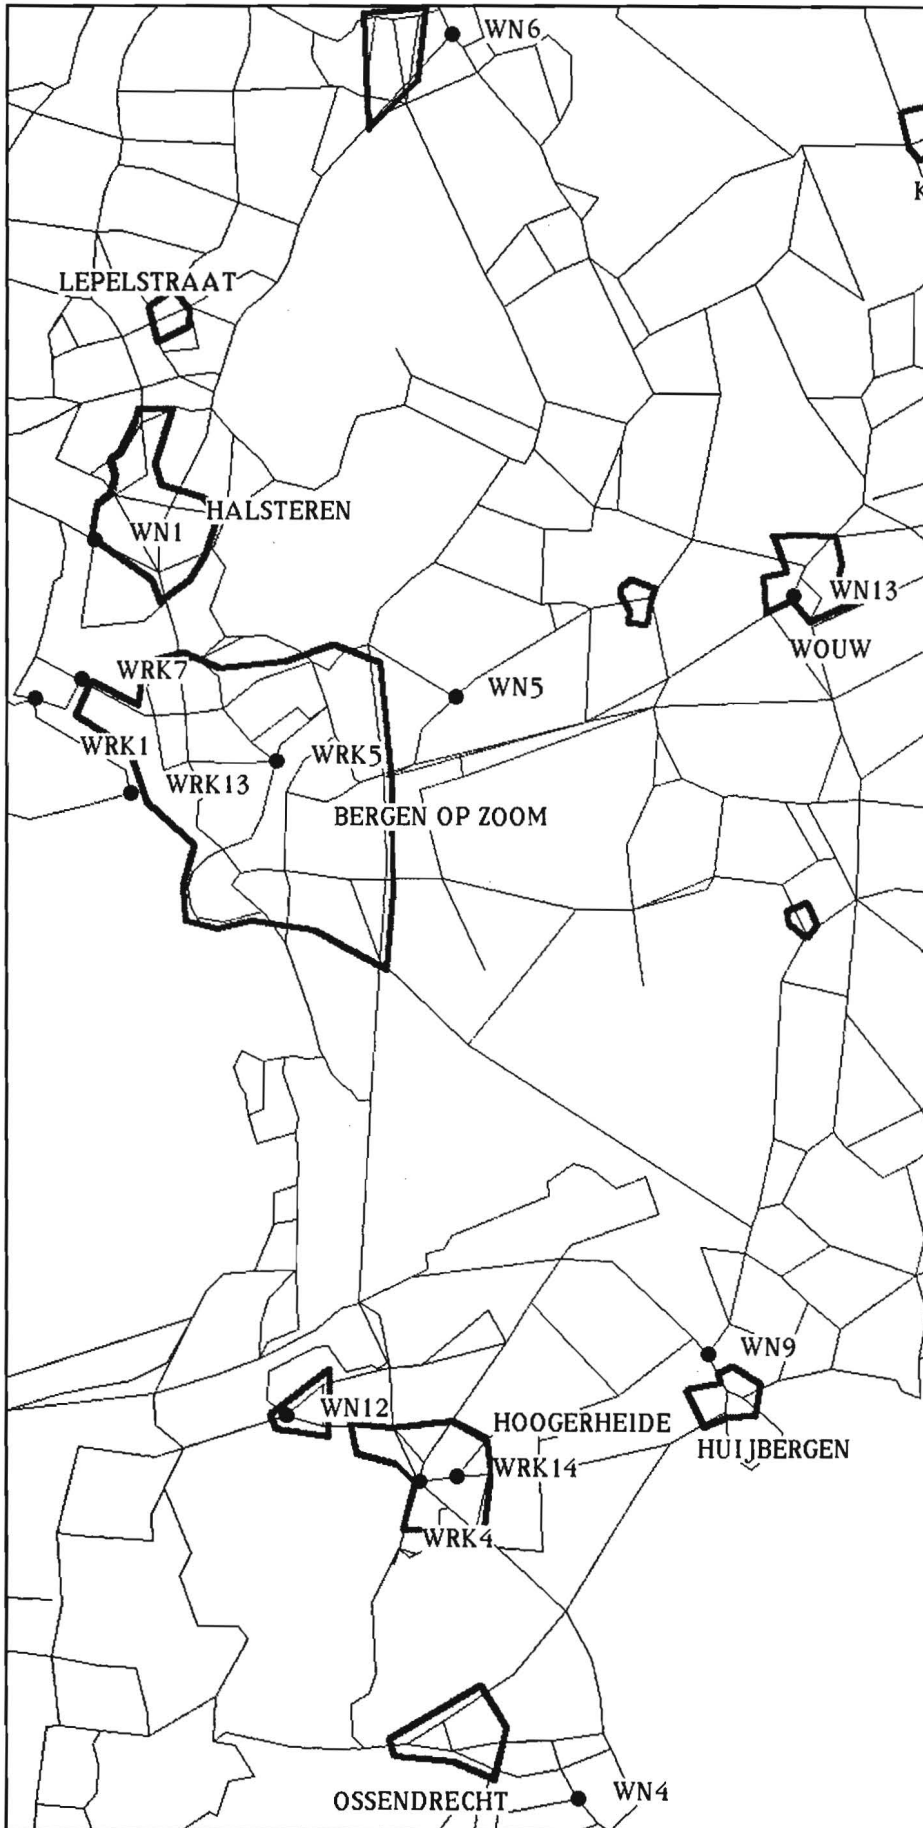 WN6
K
LEPELSTRAAT
HALSTEREN
WN1
WN13
WOUW
WRK7
WN5
WRK1
WRK5
WRK13
BERGEN OP ZOOM
WN9
WN12
HOOGERHEIDE
HUIJBERGEN
WRK14
WRK4
WN4
OSSENDRECHT